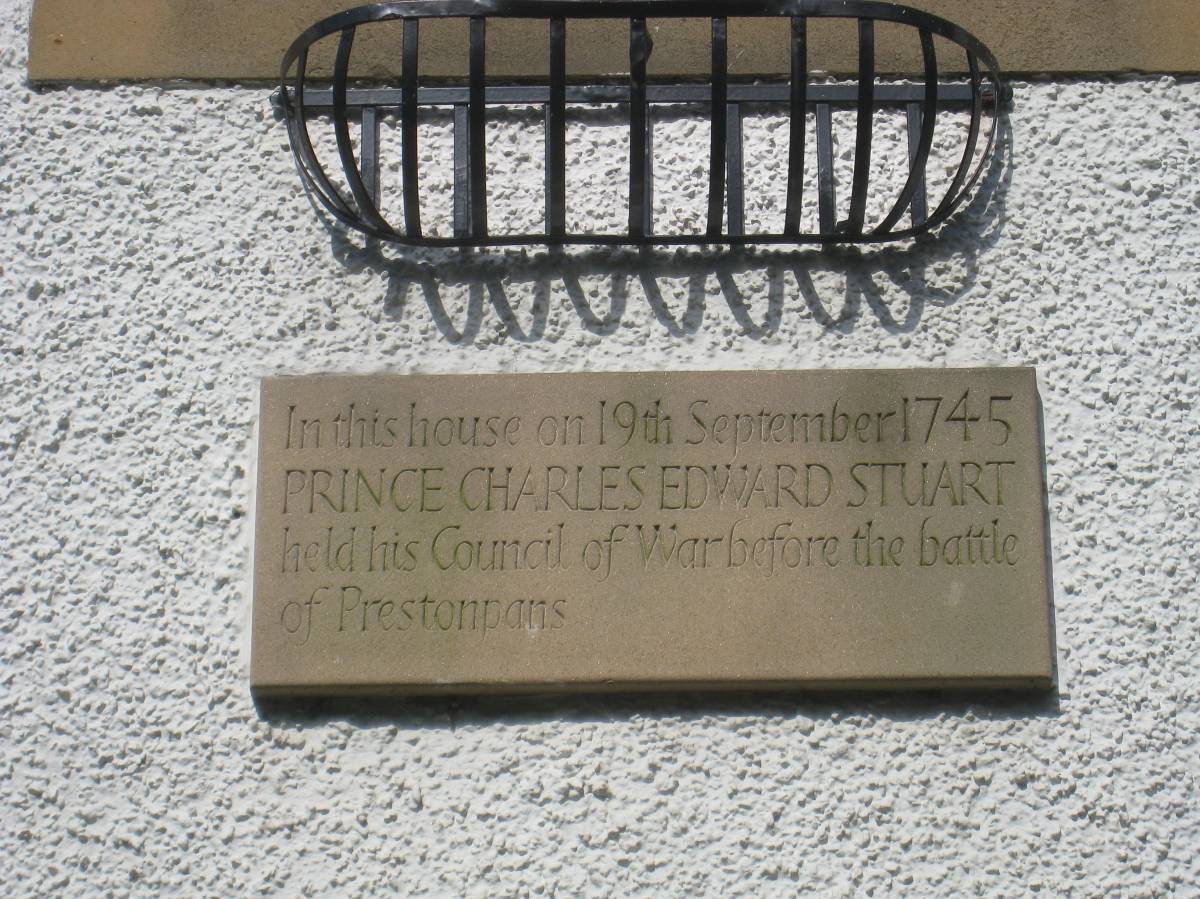 In this house on 19th September 1745
PRINCE CHARLES EDWARD STUART
held his Council of War before the battle
of Prestonpans